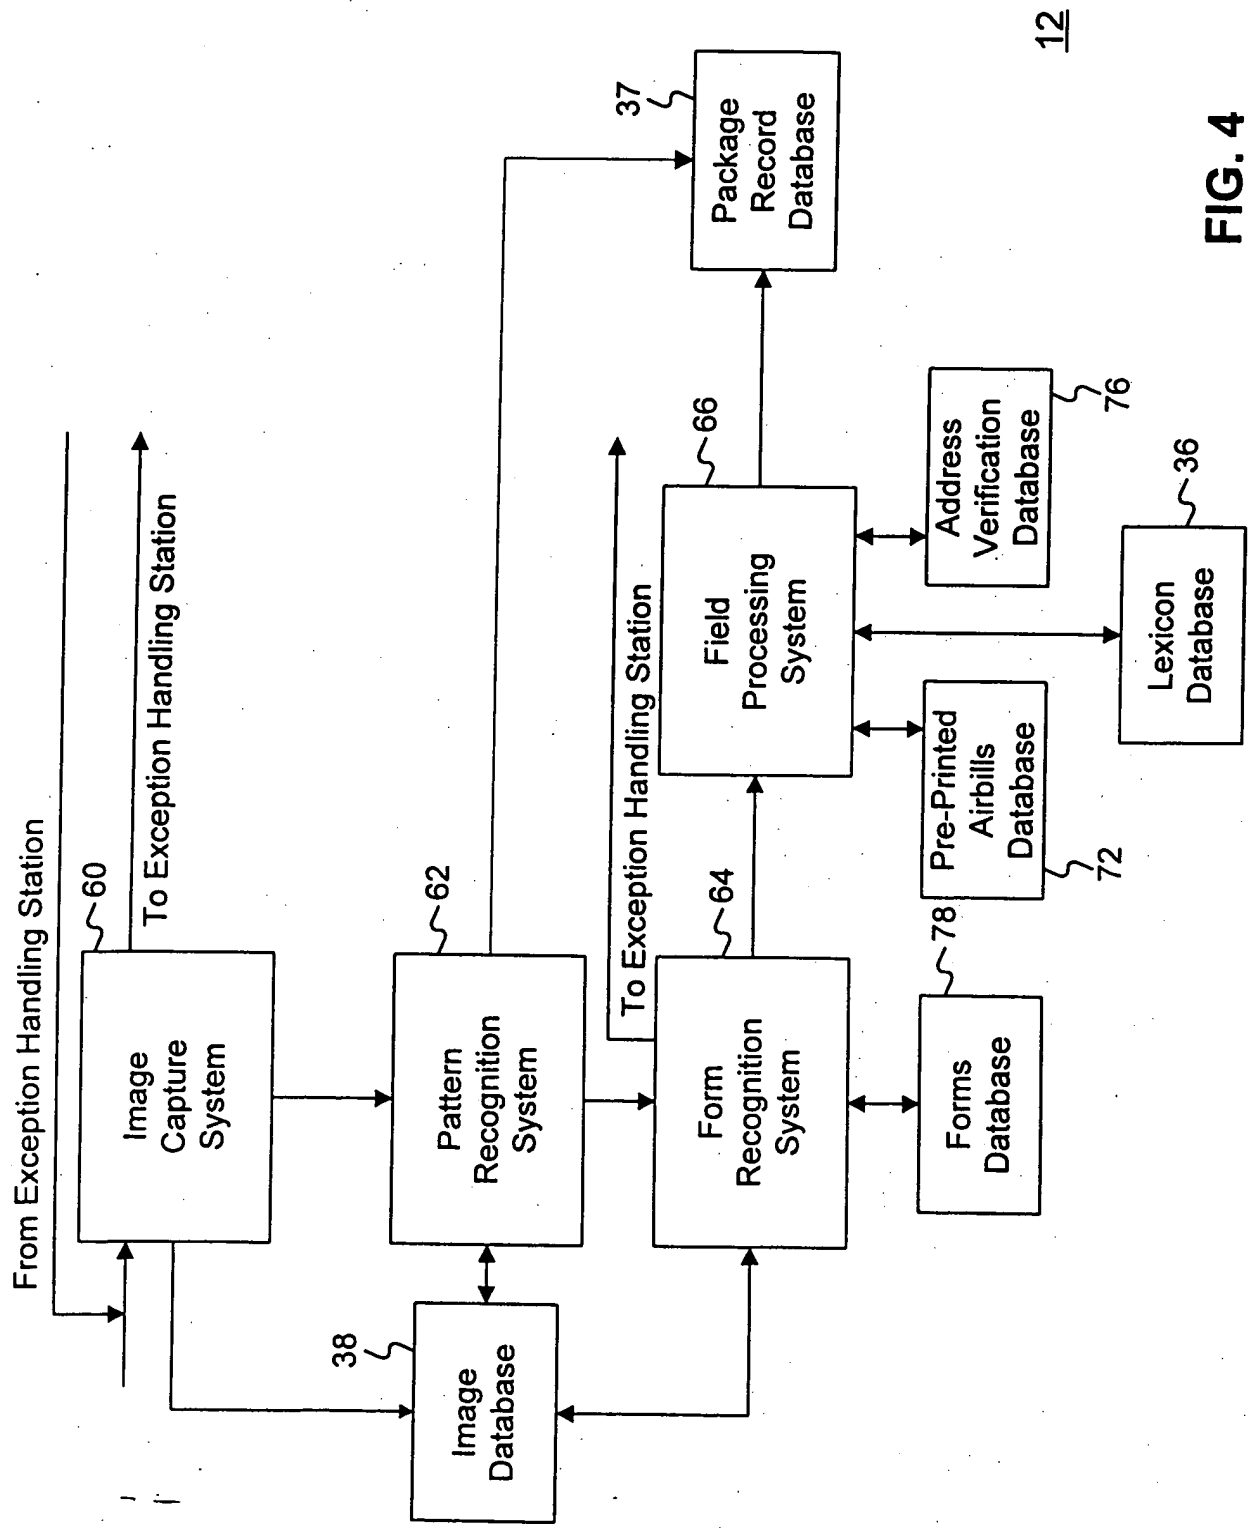 From Exception Handling Station
60
To Exception Handling Station
Image
Capture
System
38
Image
Database
62
Pattern
Recognition
System
37
Package
Record
Database
To Exception Handling Station
64
Form
Recognition
System
66
Field
Processing
System
78
Forms
Database
72
Pre-Printed
Airbills
Database
76
Address
Verification
Database
36
Lexicon
Database
12
FIG. 4